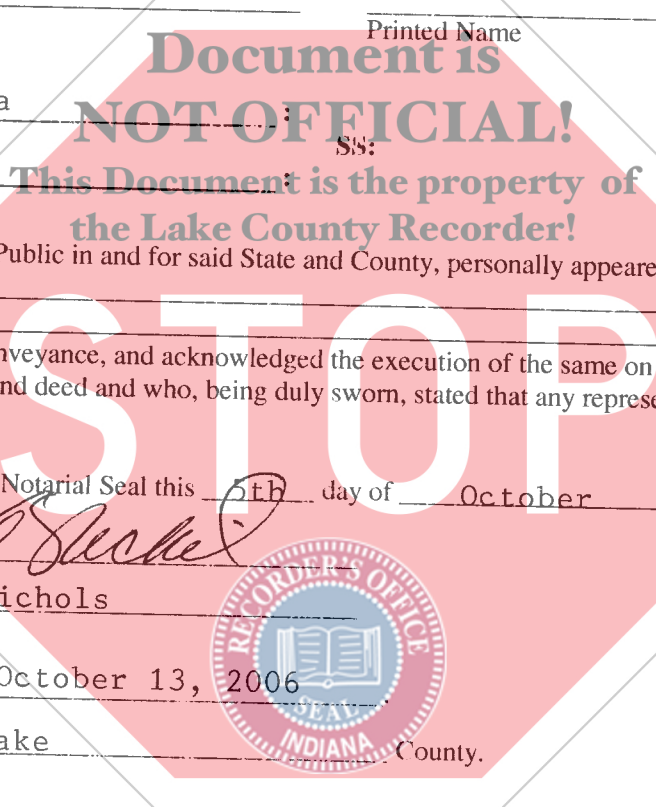 Printed Name
Document is
a
NOT OFFICIAL!
:
SS:
This Document is the property of
:
the Lake County Recorder!
Public in and for said State and County, personally appeare
nveyance, and acknowledged the execution of the same on
nd deed and who, being duly sworn, stated that any represe
STOP
Notarial Seal this 5th day of October
ichols
RECORDER'S OFFICE
October 13, 2006
SEAL
INDIANA
ake County.